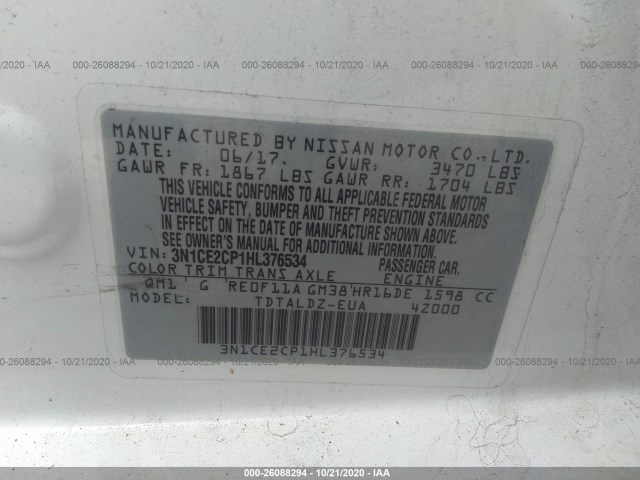 000-26088294 - 10/21/2020 - IAA
MANUFACTURED BY NISSAN MOTOR CO.,LTD.
DATE: 06/17. GVWR: 3470 LBS
GAWR FR: 1867 LBS GAWR RR: 1704 LBS
THIS VEHICLE CONFORMS TO ALL APPLICABLE FEDERAL MOTOR
VEHICLE SAFETY, BUMPER AND THEFT PREVENTION STANDARDS
IN EFFECT ON THE DATE OF MANUFACTURE SHOWN ABOVE.
SEE OWNER'S MANUAL FOR ADDITIONAL INFORMATION.
VIN: 3N1CE2CP1HL376534 PASSENGER CAR.
COLOR TRIM TRANS AXLE ENGINE
QM1 G RE0F11A GM38 HR16DE 1598 CC
MODEL: TDTALDZ-EUA 4Z000
3N1CE2CP1HL376534
000-26088294 - 10/21/2020 - IAA